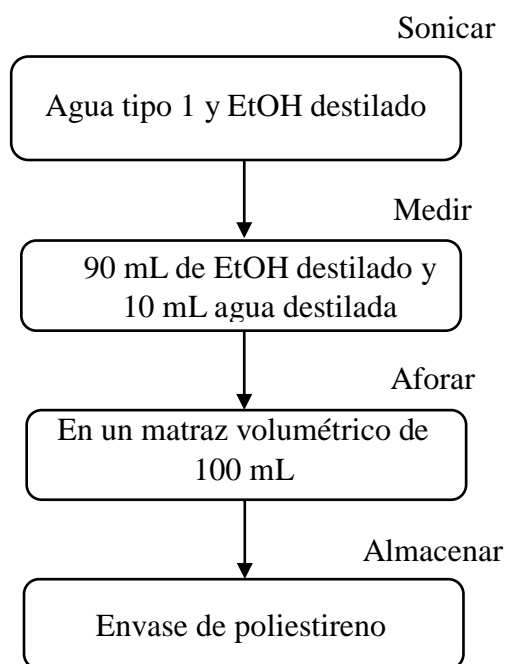 Sonicar
Agua tipo 1 y EtOH destilado
Medir
90 mL de EtOH destilado y
10 mL agua destilada
Aforar
En un matraz volumétrico de
100 mL
Almacenar
Envase de poliestireno